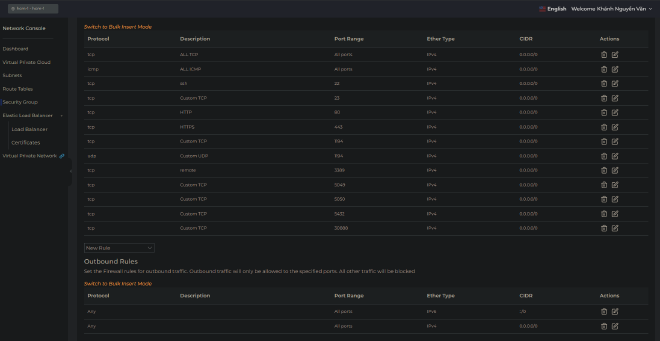 English Welcome Khánh Nguyễn Văn
Network Console
Dashboard
Virtual Private Cloud
Subnets
Route Tables
Security Group
Elastic Load Balancer
Load Balancer
Certificates
Virtual Private Network
Switch to Bulk Insert Mode
Protocol Description Port Range Ether Type CIDR Actions
tcp ALL TCP All ports IPv4 0.0.0.0/0
icmp ALL ICMP All ports IPv4 0.0.0.0/0
tcp IPv4 0.0.0.0/0
tcp Custom TCP 23 IPv4 0.0.0.0/0
tcp HTTP 80 IPv4 0.0.0.0/0
tcp HTTPS 443 IPv4 0.0.0.0/0
tcp Custom TCP 1194 IPv4 0.0.0.0/0
udp Custom UDP 1194 IPv4 0.0.0.0/0
tcp remote 3389 IPv4 0.0.0.0/0
tcp Custom TCP IPv4 0.0.0.0/0
tcp Custom TCP IPv4 0.0.0.0/0
tcp Custom TCP IPv4 0.0.0.0/0
tcp Custom TCP IPv4 0.0.0.0/0
New Rule
Outbound Rules
Set the Firewall rules for outbound traffic. Outbound traffic will only be allowed to the specified ports. All other traffic will be blocked
Switch to Bulk Insert Mode
Protocol Description Port Range Ether Type CIDR Actions
Any All ports IPv6 ::/0
Any All ports IPv4 0.0.0.0/0